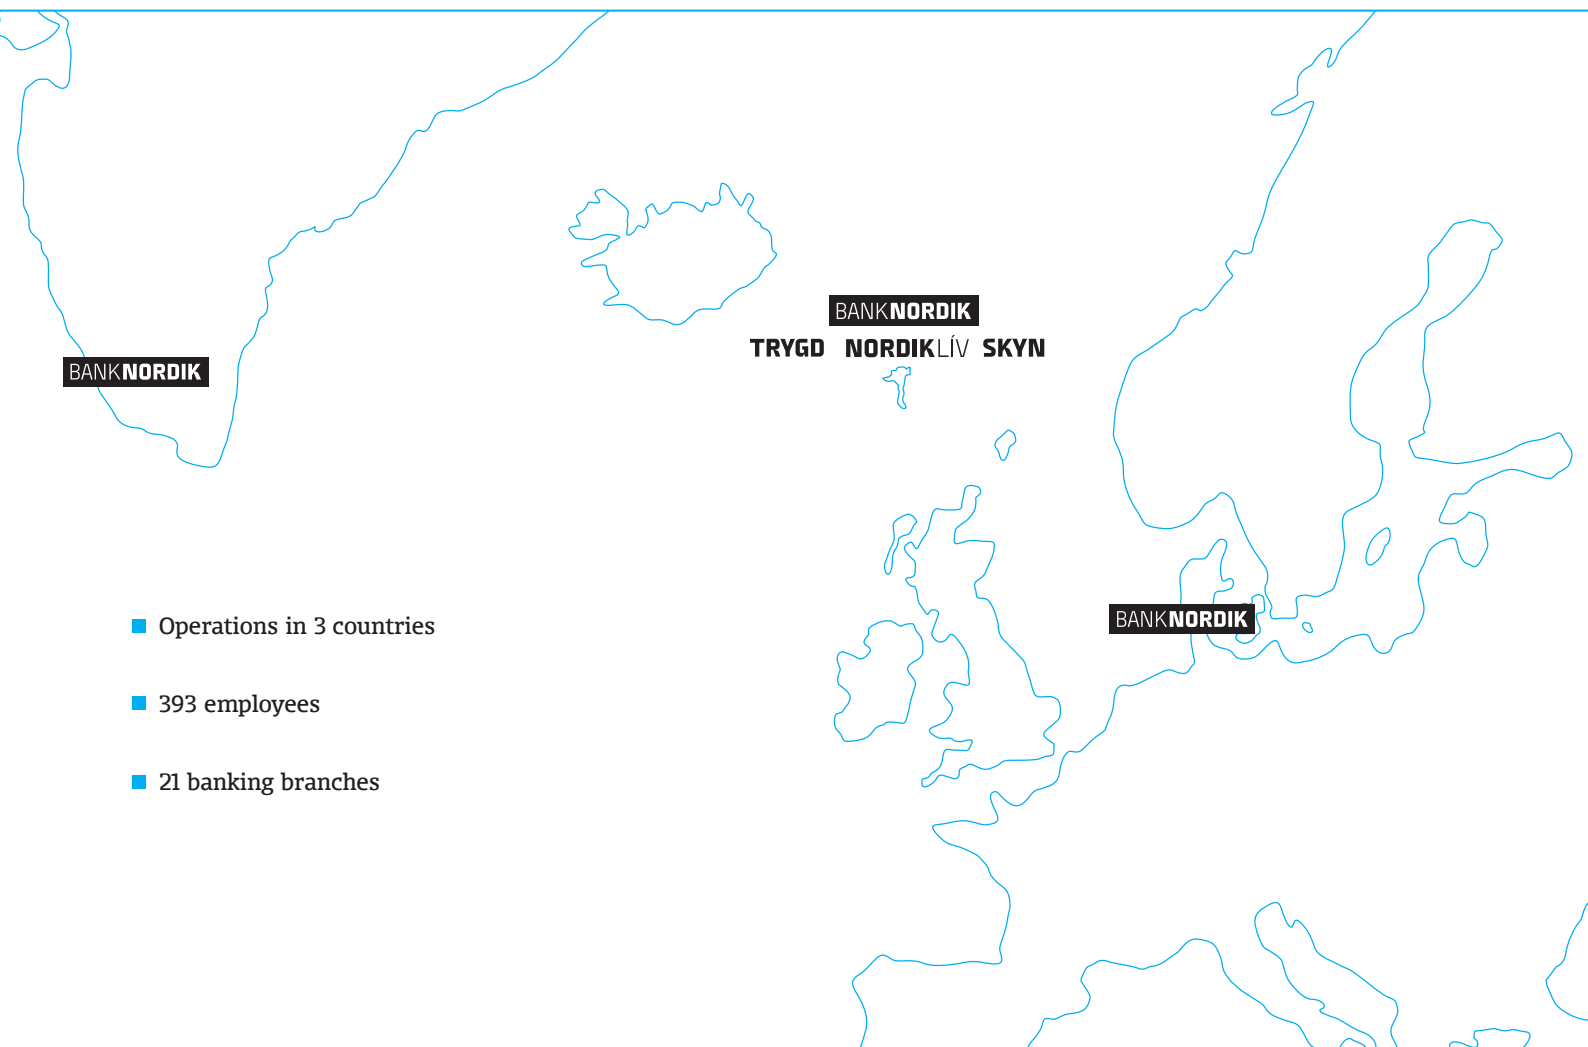 BANKNORDIK
TRYGD NORDIKLÍV SKYN
BANKNORDIK
BANKNORDIK
Operations in 3 countries
393 employees
21 banking branches